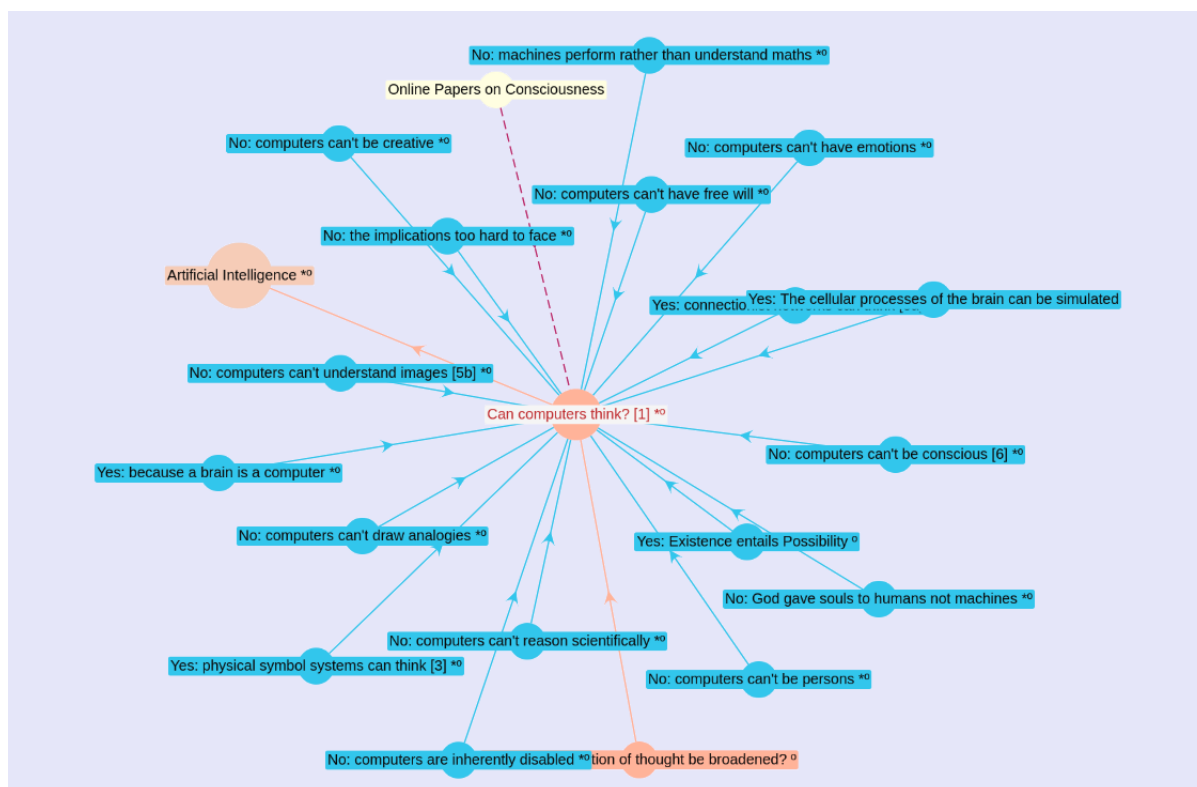 No: machines perform rather than understand maths *º
Online Papers on Consciousness
No: computers can't be creative *º
No: computers can't have emotions *º
No: computers can't have free will *º
No: the implications too hard to face *º
Artificial Intelligence *º
Yes: The cellular processes of the brain can be simulated
Yes:
No: computers can't understand images [5b] *º
Can computers think? [1] *º
No: computers can't be conscious [6] *º
Yes: because a brain is a computer *º
No: computers can't draw analogies *º
Yes: Existence entails Possibility º
No: God gave souls to humans not machines *º
No: computers can't reason scientifically *º
Yes: physical symbol systems can think [3] *º
No: computers can't be persons *º
No: computers are inherently disabled *º
of thought be broadened? º